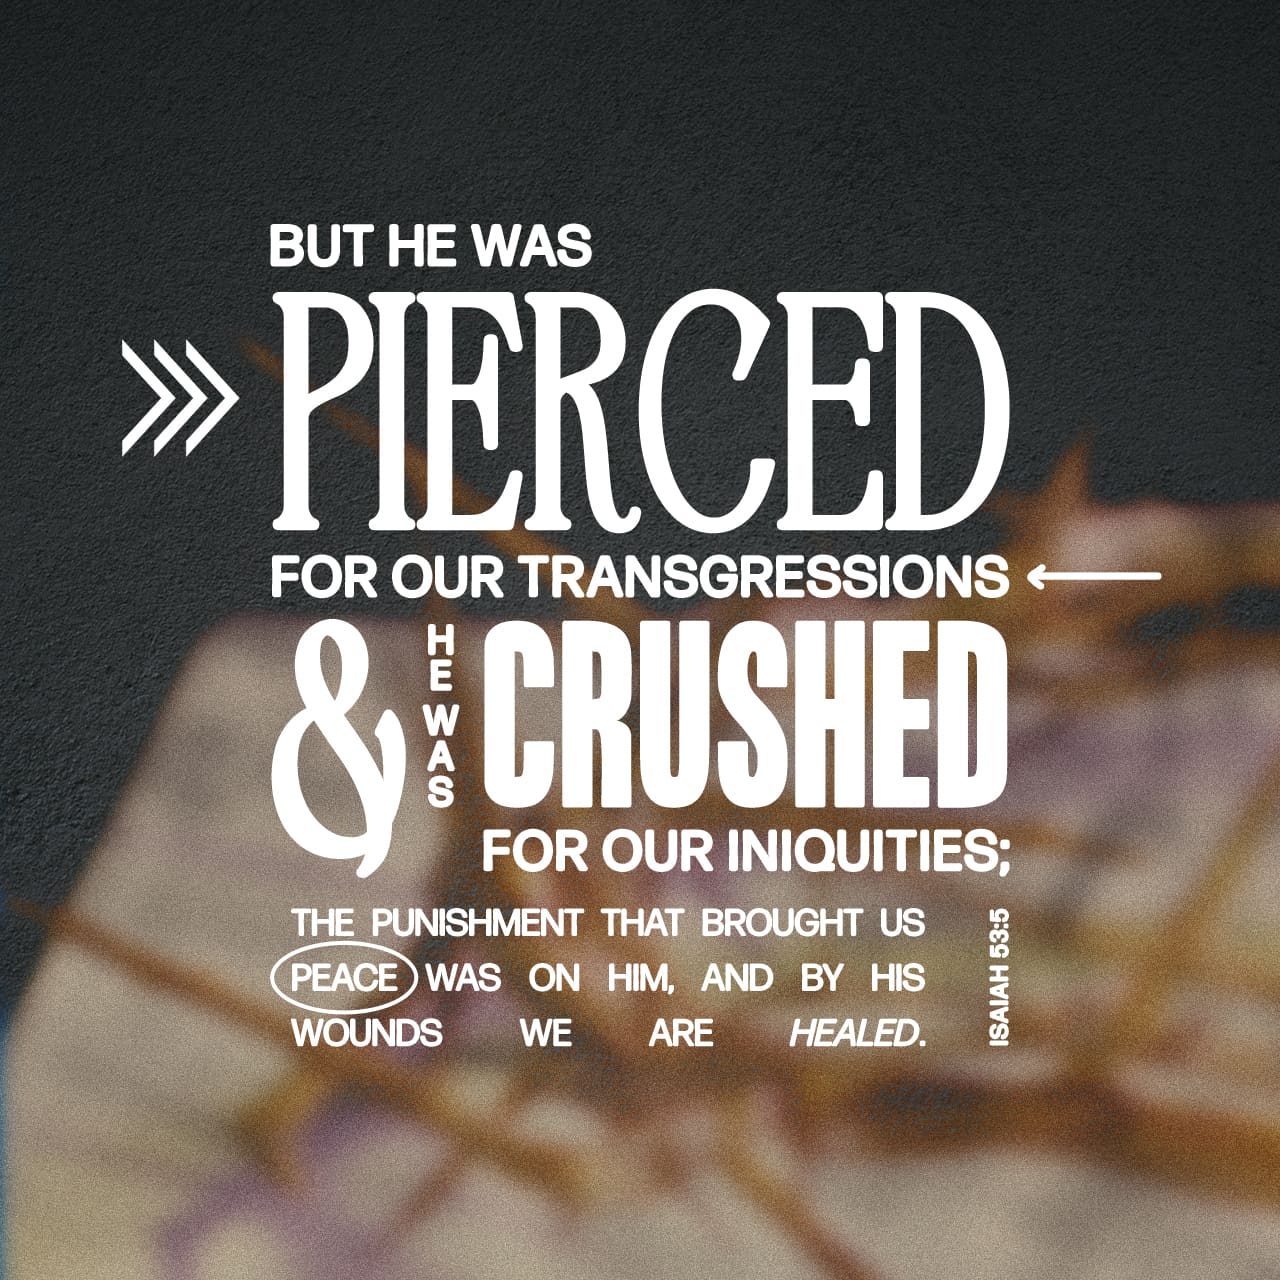 BUT HE WAS
PIERCED
FOR OUR TRANSGRESSIONS
& HE WAS CRUSHED
FOR OUR INIQUITIES;
THE PUNISHMENT THAT BROUGHT US
PEACE WAS ON HIM, AND BY HIS
WOUNDS WE ARE HEALED.
ISAIAH 53:5